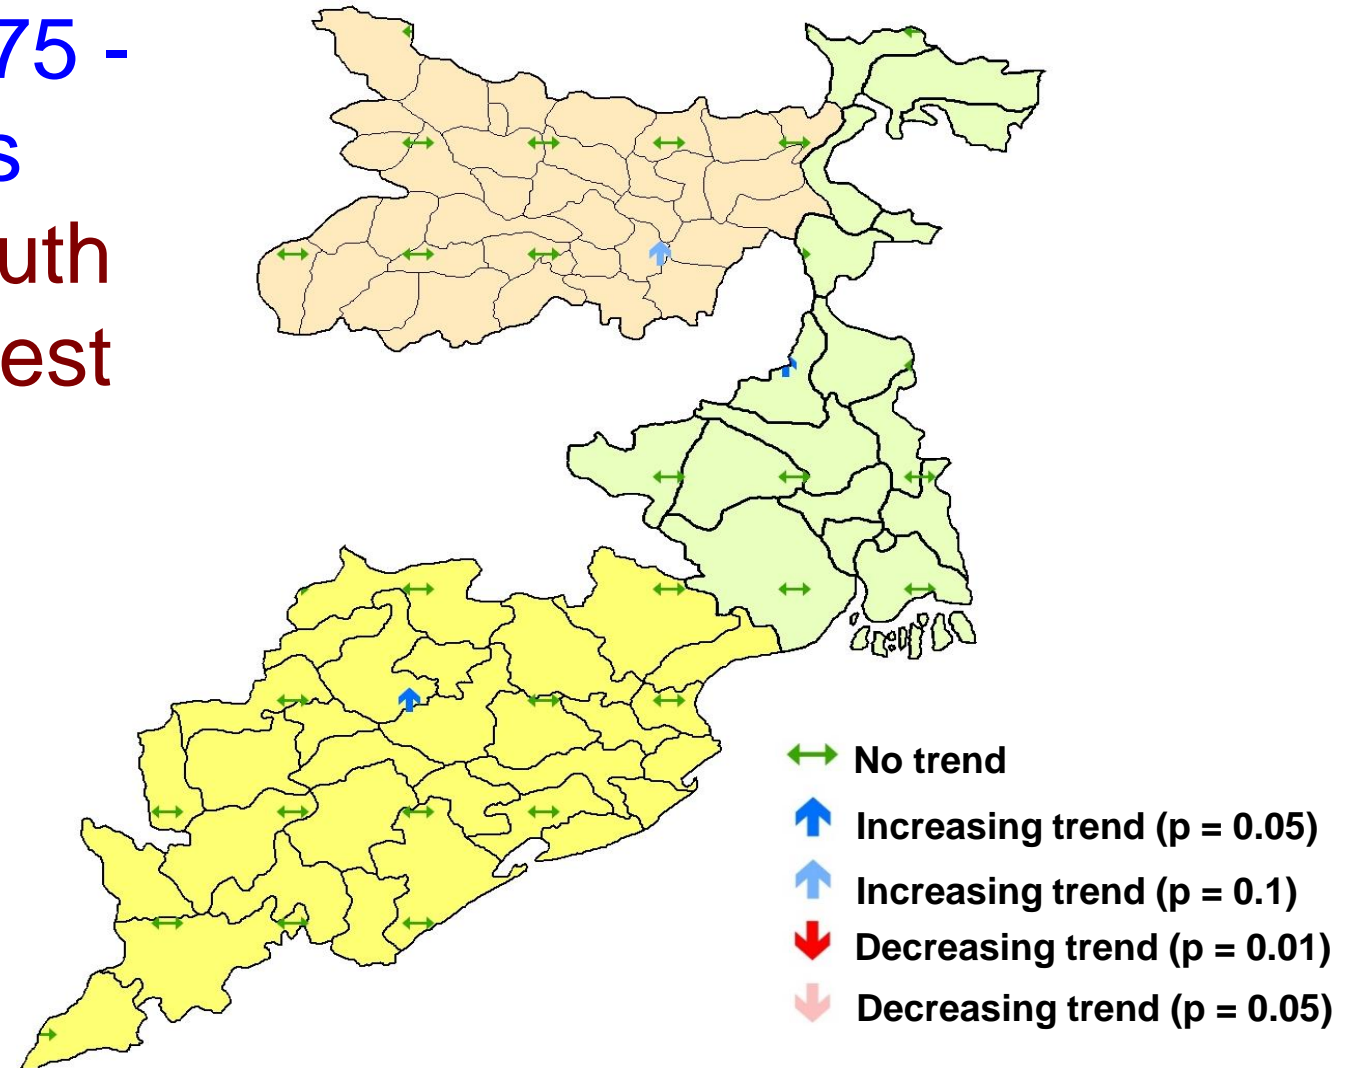 75 -
s
uth
est
No trend
Increasing trend (p = 0.05)
Increasing trend (p = 0.1)
Decreasing trend (p = 0.01)
Decreasing trend (p = 0.05)